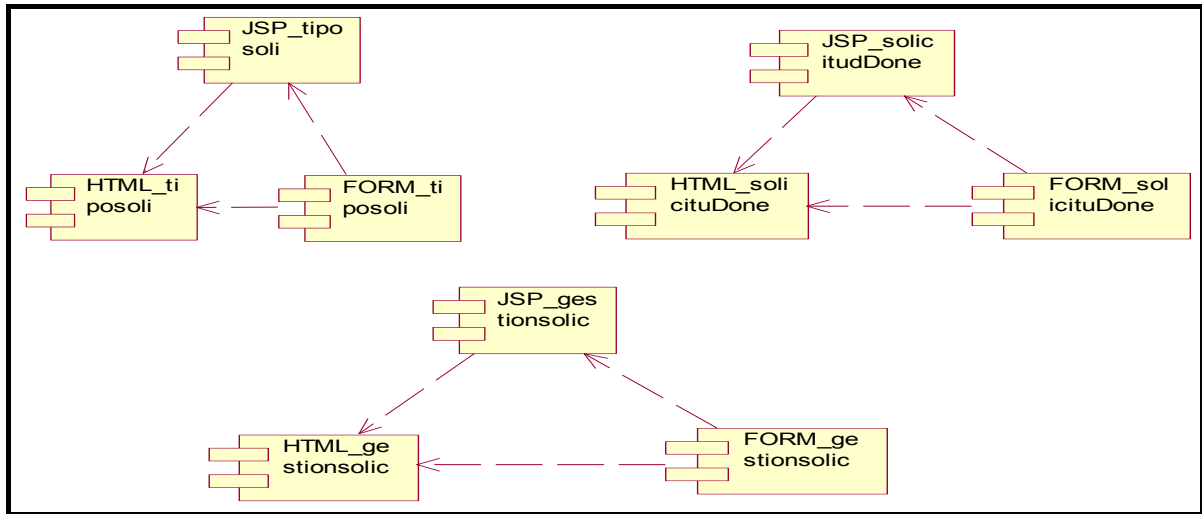 JSP_tipo
soli
HTML_ti
posoli
FORM_ti
posoli
JSP_solic
itudDone
HTML_soli
cituDone
FORM_sol
icituDone
JSP_ges
tionsolic
HTML_ge
stionsolic
FORM_ge
stionsolic